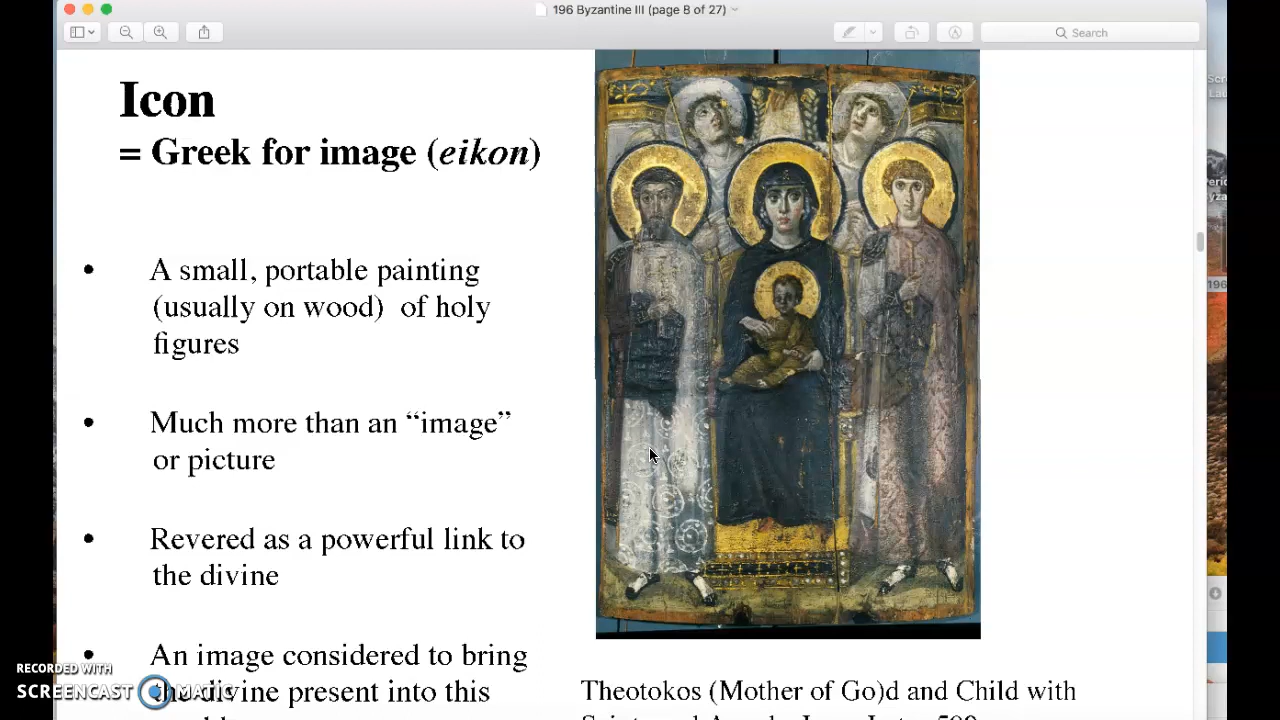 196 Byzantine III (page 8 of 27)
Search
Icon
= Greek for image (eikon)
• A small, portable painting
(usually on wood) of holy
figures
• Much more than an “image”
or picture
• Revered as a powerful link to
the divine
• An image considered to bring
the divine present into this
Theotokos (Mother of Go)d and Child with
RECORDED WITH
SCREENCAST MATIC
196